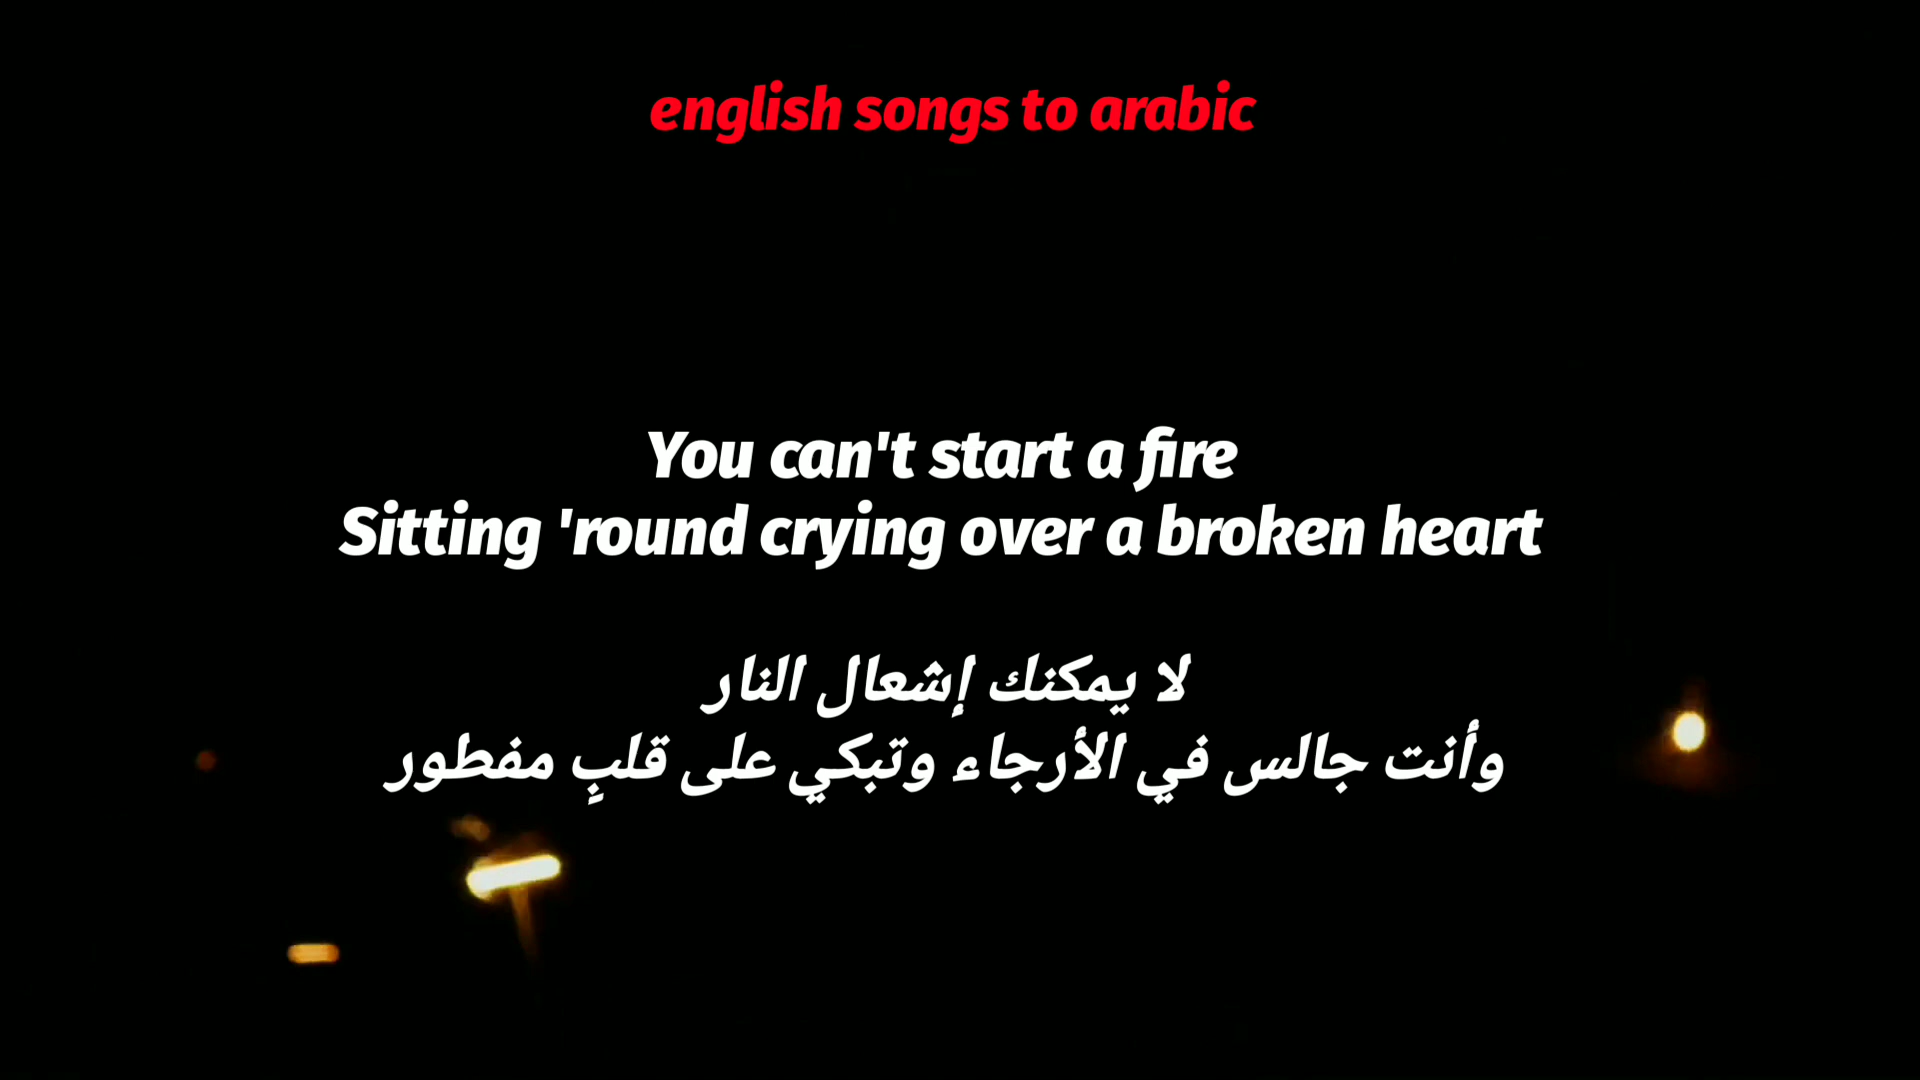 english songs to arabic
You can't start a fire
Sitting 'round crying over a broken heart
لا يمكنك إشعال النار
وأنت جالس في الأرجاء وتبكي على قلبٍ مفطور